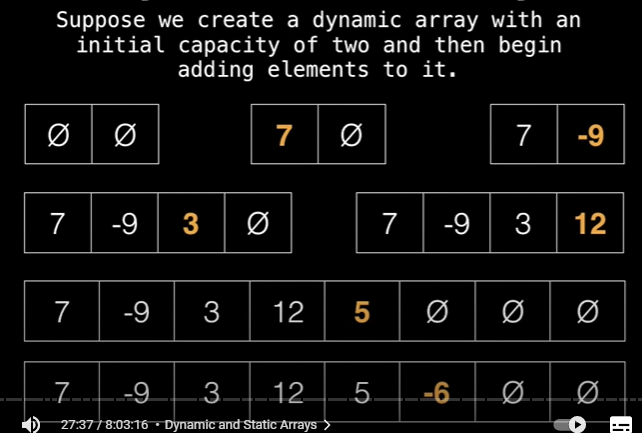 Suppose we create a dynamic array with an
initial capacity of two and then begin
adding elements to it.
Ø Ø 7 Ø 7 -9
7 -9 3 Ø 7 -9 3 12
7 -9 3 12 5 Ø Ø Ø
7 -9 3 12 5 -6 Ø Ø
27:37 / 8:03:16 • Dynamic and Static Arrays >